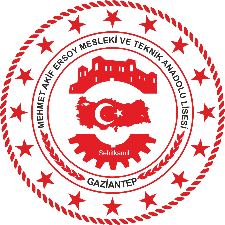 MEHMET AKİF ERSOY MESLEKİ VE TEKNİK ANADOLU LİSESİ
Şehitkamil
GAZİANTEP